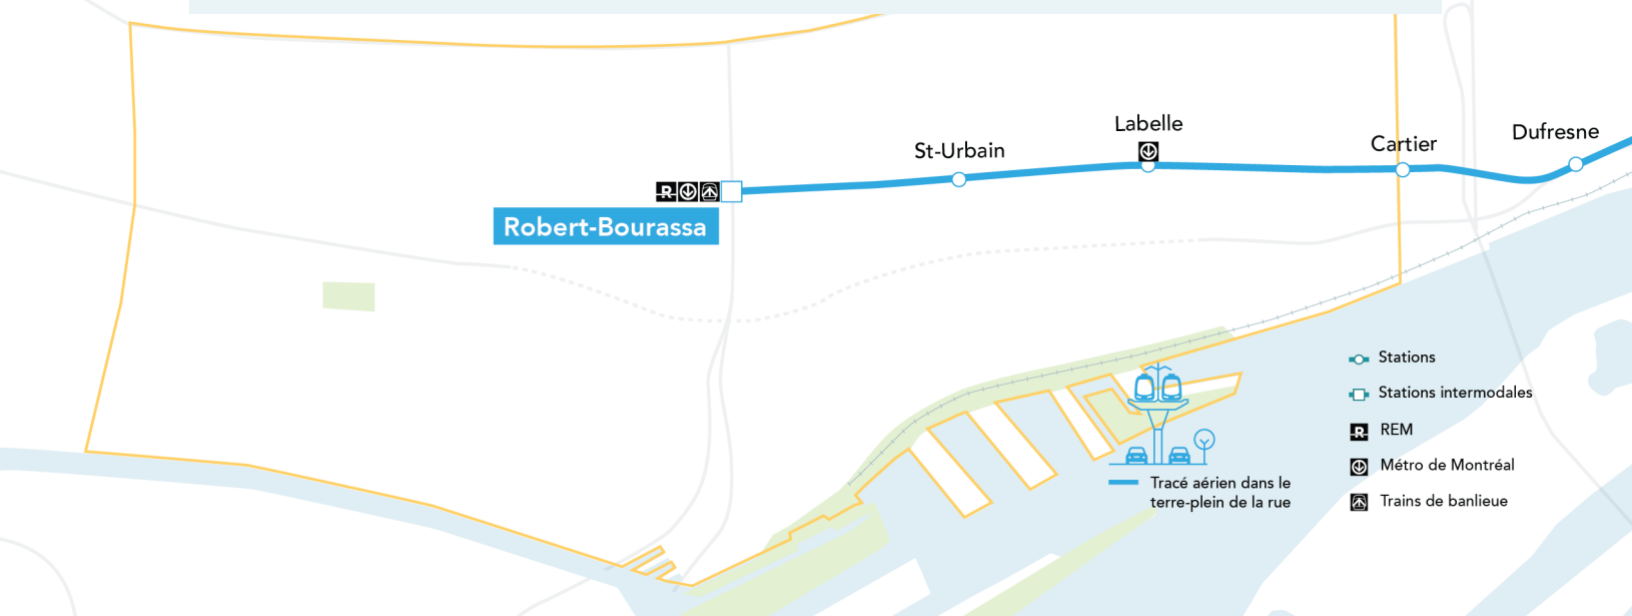 Labelle
Dufresne
Cartier
St-Urbain
R
Robert-Bourassa
Stations
Stations intermodales
R REM
Métro de Montréal
Trains de banlieue
Tracé aérien dans le
terre-plein de la rue